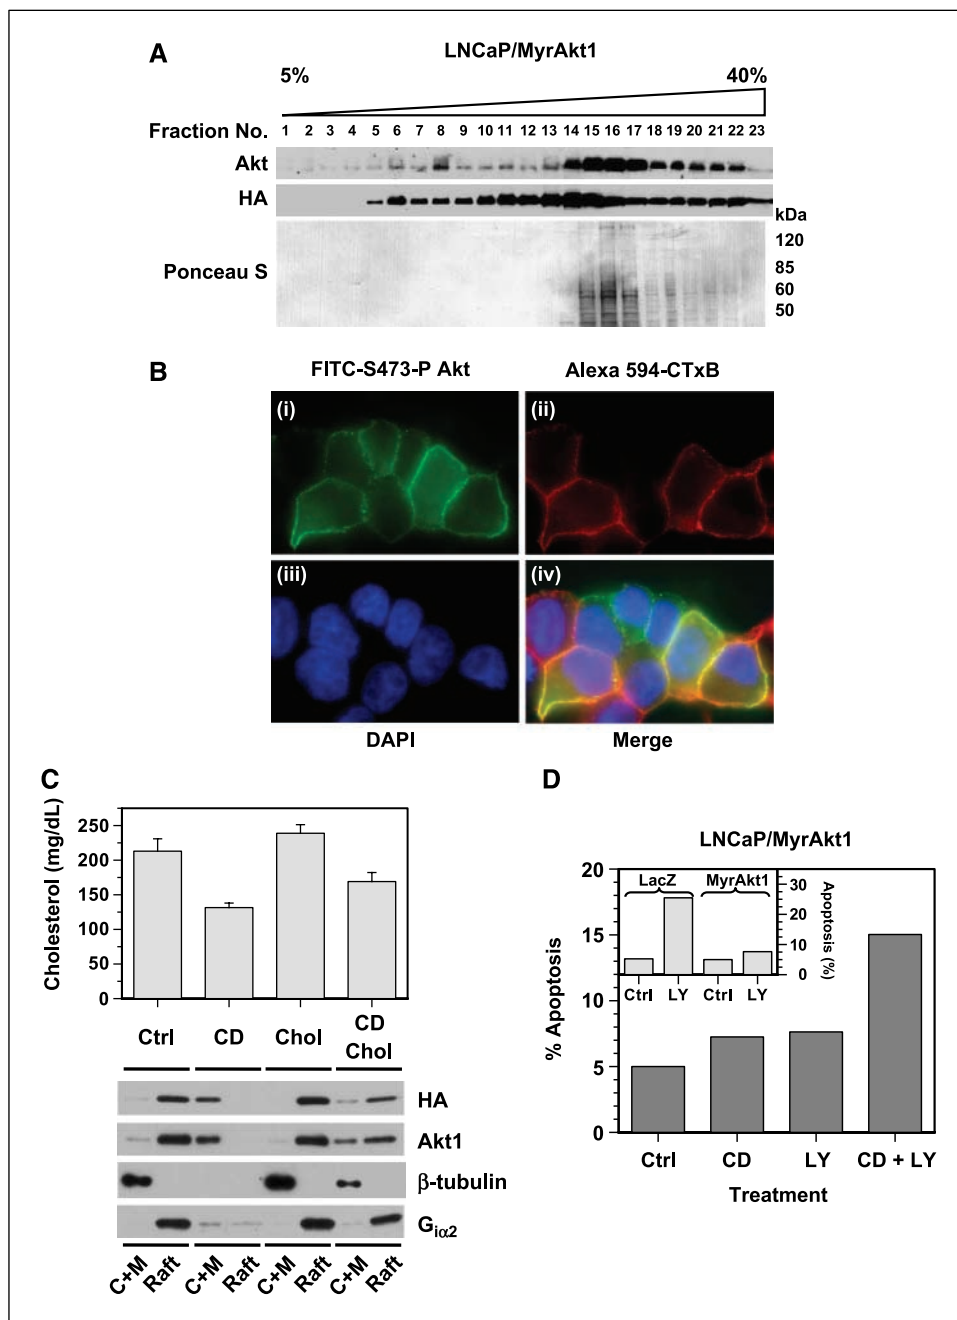 A
LNCaP/MyrAkt1
5% 40%
Fraction No. 1 2 3 4 5 6 7 8 9 10 11 12 13 14 15 16 17 18 19 20 21 22 23
Akt
HA
kDa
Ponceau S
120
85
60
50
B
FITC-S473-P Akt Alexa 594-CTxB
(i) (ii)
(iii) (iv)
DAPI Merge
C
Cholesterol (mg/dL)
250
200
150
100
50
0
Ctrl CD Chol CD Chol
HA
Akt1
β-tubulin
Giα2
C+M Raft C+M Raft C+M Raft C+M Raft
D
LNCaP/MyrAkt1
% Apoptosis
20
15
10
5
0
LacZ MyrAkt1
Apoptosis (%)
30
20
10
0
Ctrl LY Ctrl LY
Ctrl CD LY CD + LY
Treatment